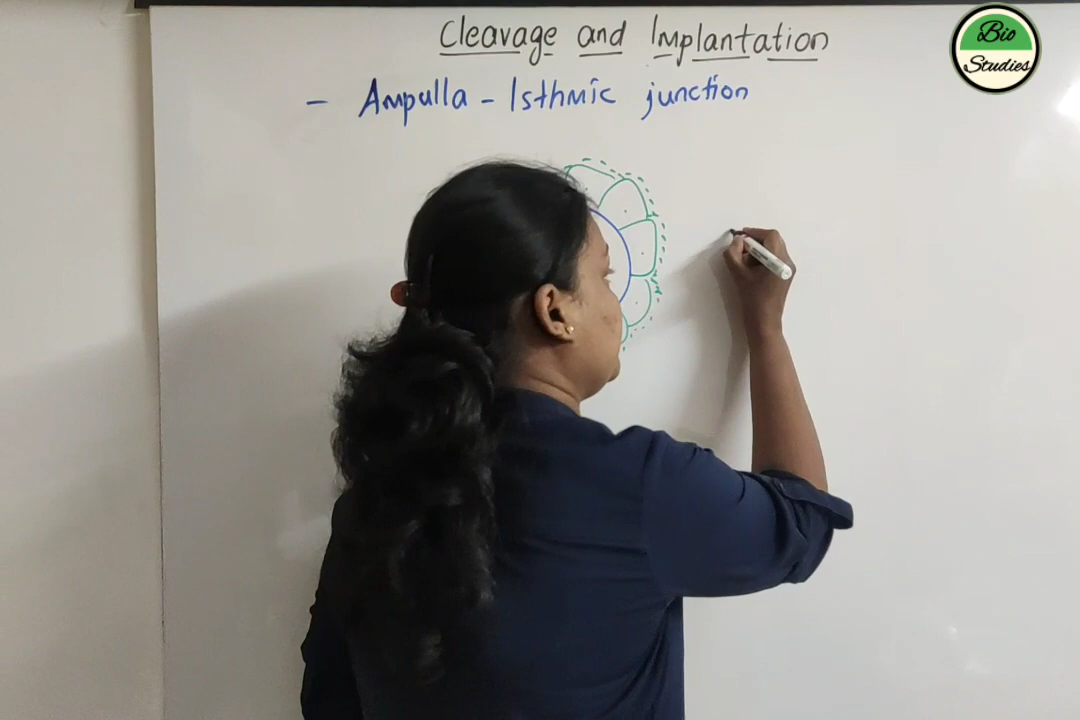 Cleavage and Implantation
- Ampulla - Isthmic junction
Bio
Studies